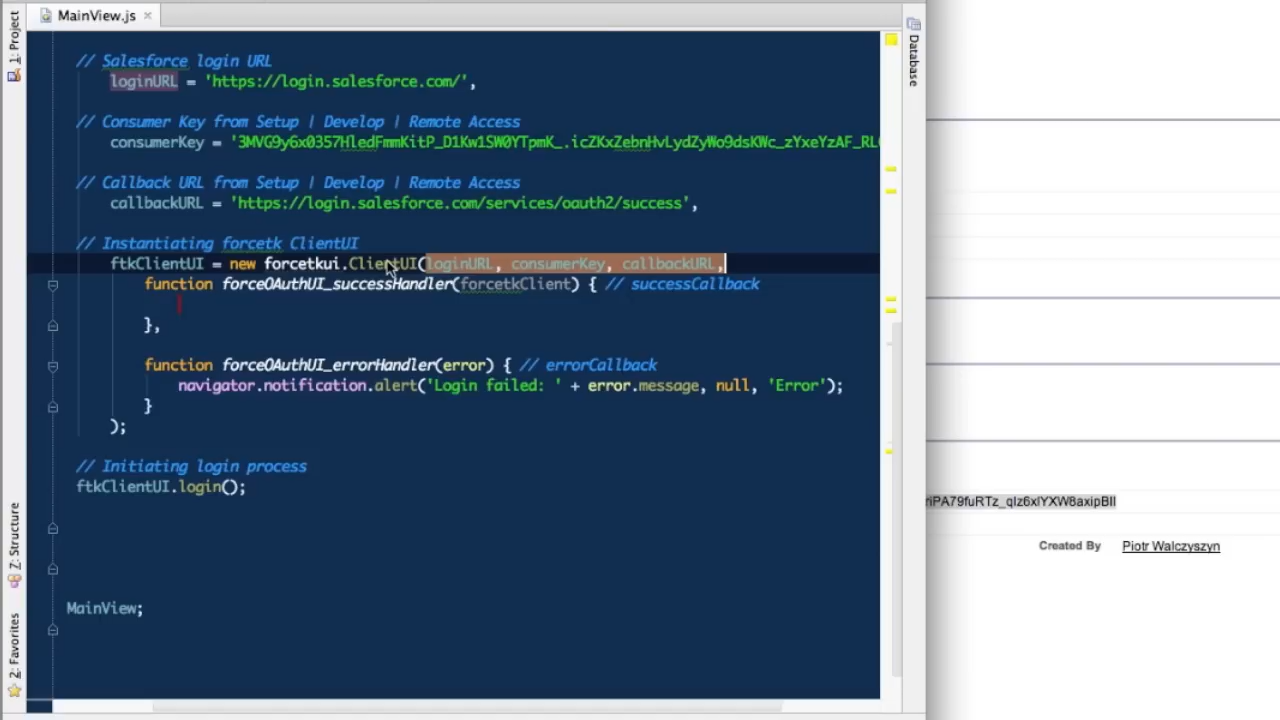 MainView.js
1: Project
Database
// Salesforce login URL
loginURL = 'https://login.salesforce.com/',
// Consumer Key from Setup | Develop | Remote Access
consumerKey = '3MVG9y6x0357HledFmmKitP_D1Kw1SW0YTpmK_.icZKxZebnHvLydZyWo9dsKWc_zYxeYzAF_RL
// Callback URL from Setup | Develop | Remote Access
callbackURL = 'https://login.salesforce.com/services/oauth2/success',
// Instantiating forcetk ClientUI
ftkClientUI = new forcetkui.ClientUI(loginURL, consumerKey, callbackURL,
function forceOAuthUI_successHandler(forcetkClient) { // successCallback
},
function forceOAuthUI_errorHandler(error) { // errorCallback
navigator.notification.alert('Login failed: ' + error.message, null, 'Error');
}
);
// Initiating login process
ftkClientUI.login();
MainView;
Z: Structure
2: Favorites
riPA79fuRTz_qIz6xlYXW8axipBIl
Created By Piotr Walczyszyn